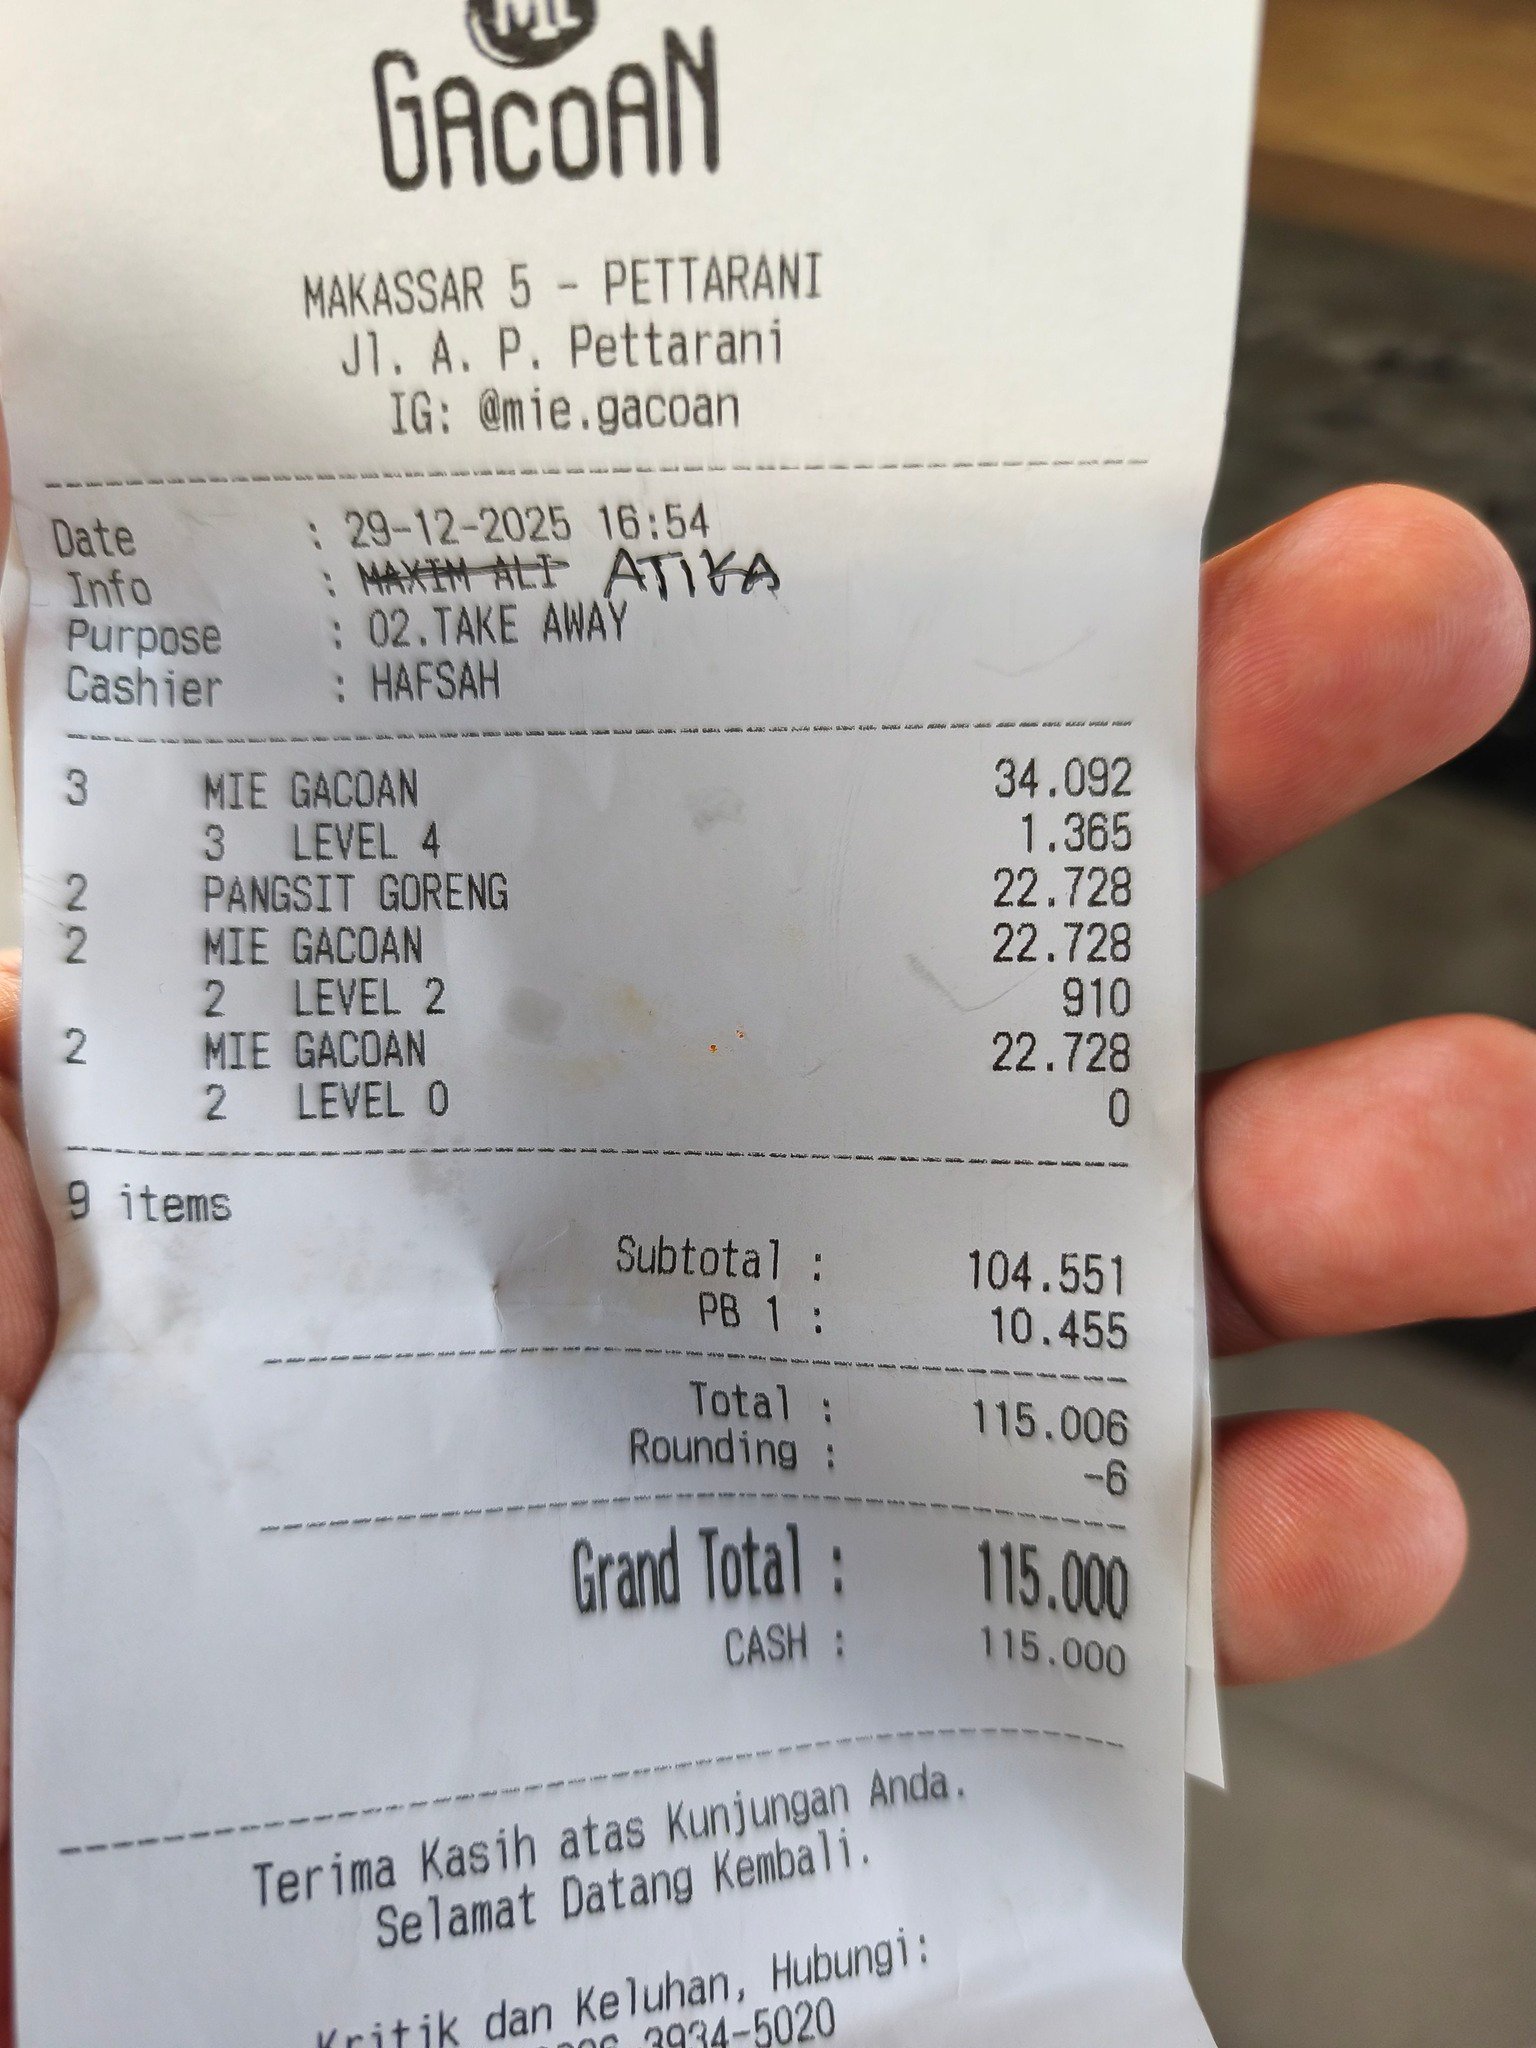 GACOAN
MAKASSAR 5 - PETTARANI
Jl. A. P. Pettarani
IG: @mie.gacoan
Date : 29-12-2025 16:54
Info : MAXIM ALI ATIKA
Purpose : 02.TAKE AWAY
Cashier : HAFSAH
3 MIE GACOAN 34.092
3 LEVEL 4 1.365
2 PANGSIT GORENG 22.728
2 MIE GACOAN 22.728
2 LEVEL 2 910
2 MIE GACOAN 22.728
2 LEVEL 0 0
9 items
Subtotal : 104.551
PB 1 : 10.455
Total : 115.006
Rounding : -6
Grand Total : 115.000
CASH : 115.000
Terima Kasih atas Kunjungan Anda.
Selamat Datang Kembali.
Kritik dan Keluhan, Hubungi:
3934-5020